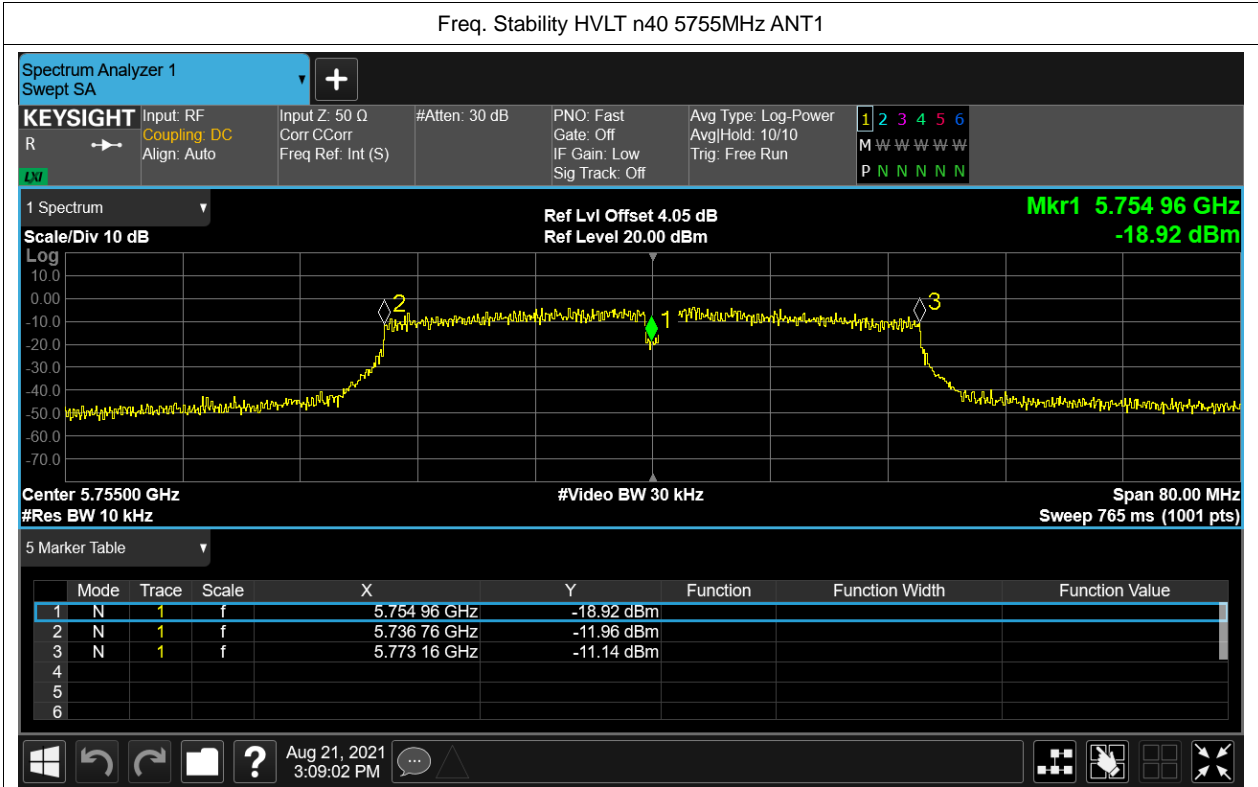 Freq. Stability HVLT n40 5755MHz ANT1
Spectrum Analyzer 1
Swept SA
+
KEYSIGHT
R
LXI
Input: RF
Coupling: DC
Align: Auto
Input Z: 50 Ω
Corr CCorr
Freq Ref: Int (S)
#Atten: 30 dB
PNO: Fast
Gate: Off
IF Gain: Low
Sig Track: Off
Avg Type: Log-Power
Avg|Hold: 10/10
Trig: Free Run
1 2 3 4 5 6
M W W W W W
P N N N N N
1 Spectrum
Scale/Div 10 dB
Ref Lvl Offset 4.05 dB
Ref Level 20.00 dBm
Mkr1 5.754 96 GHz
-18.92 dBm
Log
10.0
0.00
-10.0
-20.0
-30.0
-40.0
-50.0
-60.0
-70.0
2
1
3
Center 5.75500 GHz
#Video BW 30 kHz
Span 80.00 MHz
#Res BW 10 kHz
Sweep 765 ms (1001 pts)
5 Marker Table
Mode Trace Scale X Y Function Function Width Function Value
1 N 1 f 5.754 96 GHz -18.92 dBm
2 N 1 f 5.736 76 GHz -11.96 dBm
3 N 1 f 5.773 16 GHz -11.14 dBm
4
5
6
?
Aug 21, 2021
3:09:02 PM